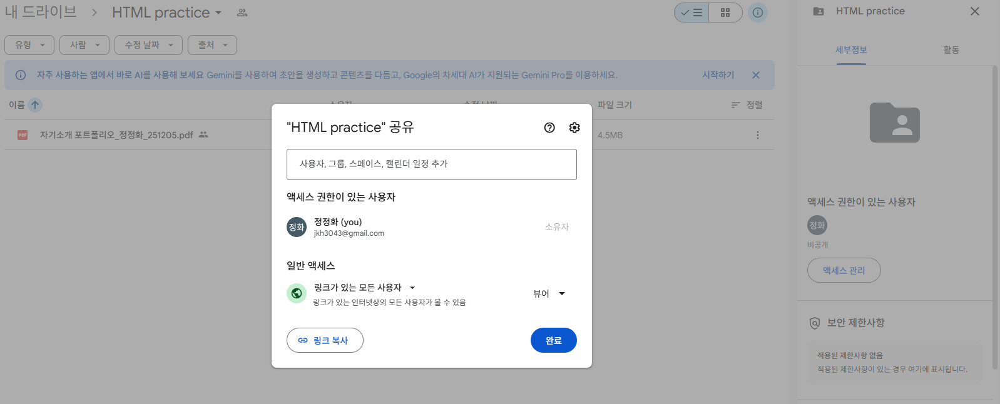 내 드라이브 > HTML practice
유형 사람 수정 날짜 출처
자주 사용하는 앱에서 바로 AI를 사용해 보세요 Gemini를 사용하여 초안을 생성하고 콘텐츠를 다듬고, Google의 차세대 AI가 지원되는 Gemini Pro를 이용하세요. 시작하기
이름 파일 크기 정렬
PDF 자기소개 포트폴리오_정정화_251205.pdf 4.5MB
"HTML practice" 공유
사용자, 그룹, 스페이스, 캘린더 일정 추가
액세스 권한이 있는 사용자
정화 정정화 (you) 소유자
jkh3043@gmail.com
일반 액세스
링크가 있는 모든 사용자 뷰어
링크가 있는 인터넷상의 모든 사용자가 볼 수 있음
링크 복사 완료
HTML practice
세부정보 활동
액세스 권한이 있는 사용자
정화
비공개
액세스 관리
보안 제한사항
적용된 제한사항 없음
적용된 제한사항이 있는 경우 여기에 표시됩니다.